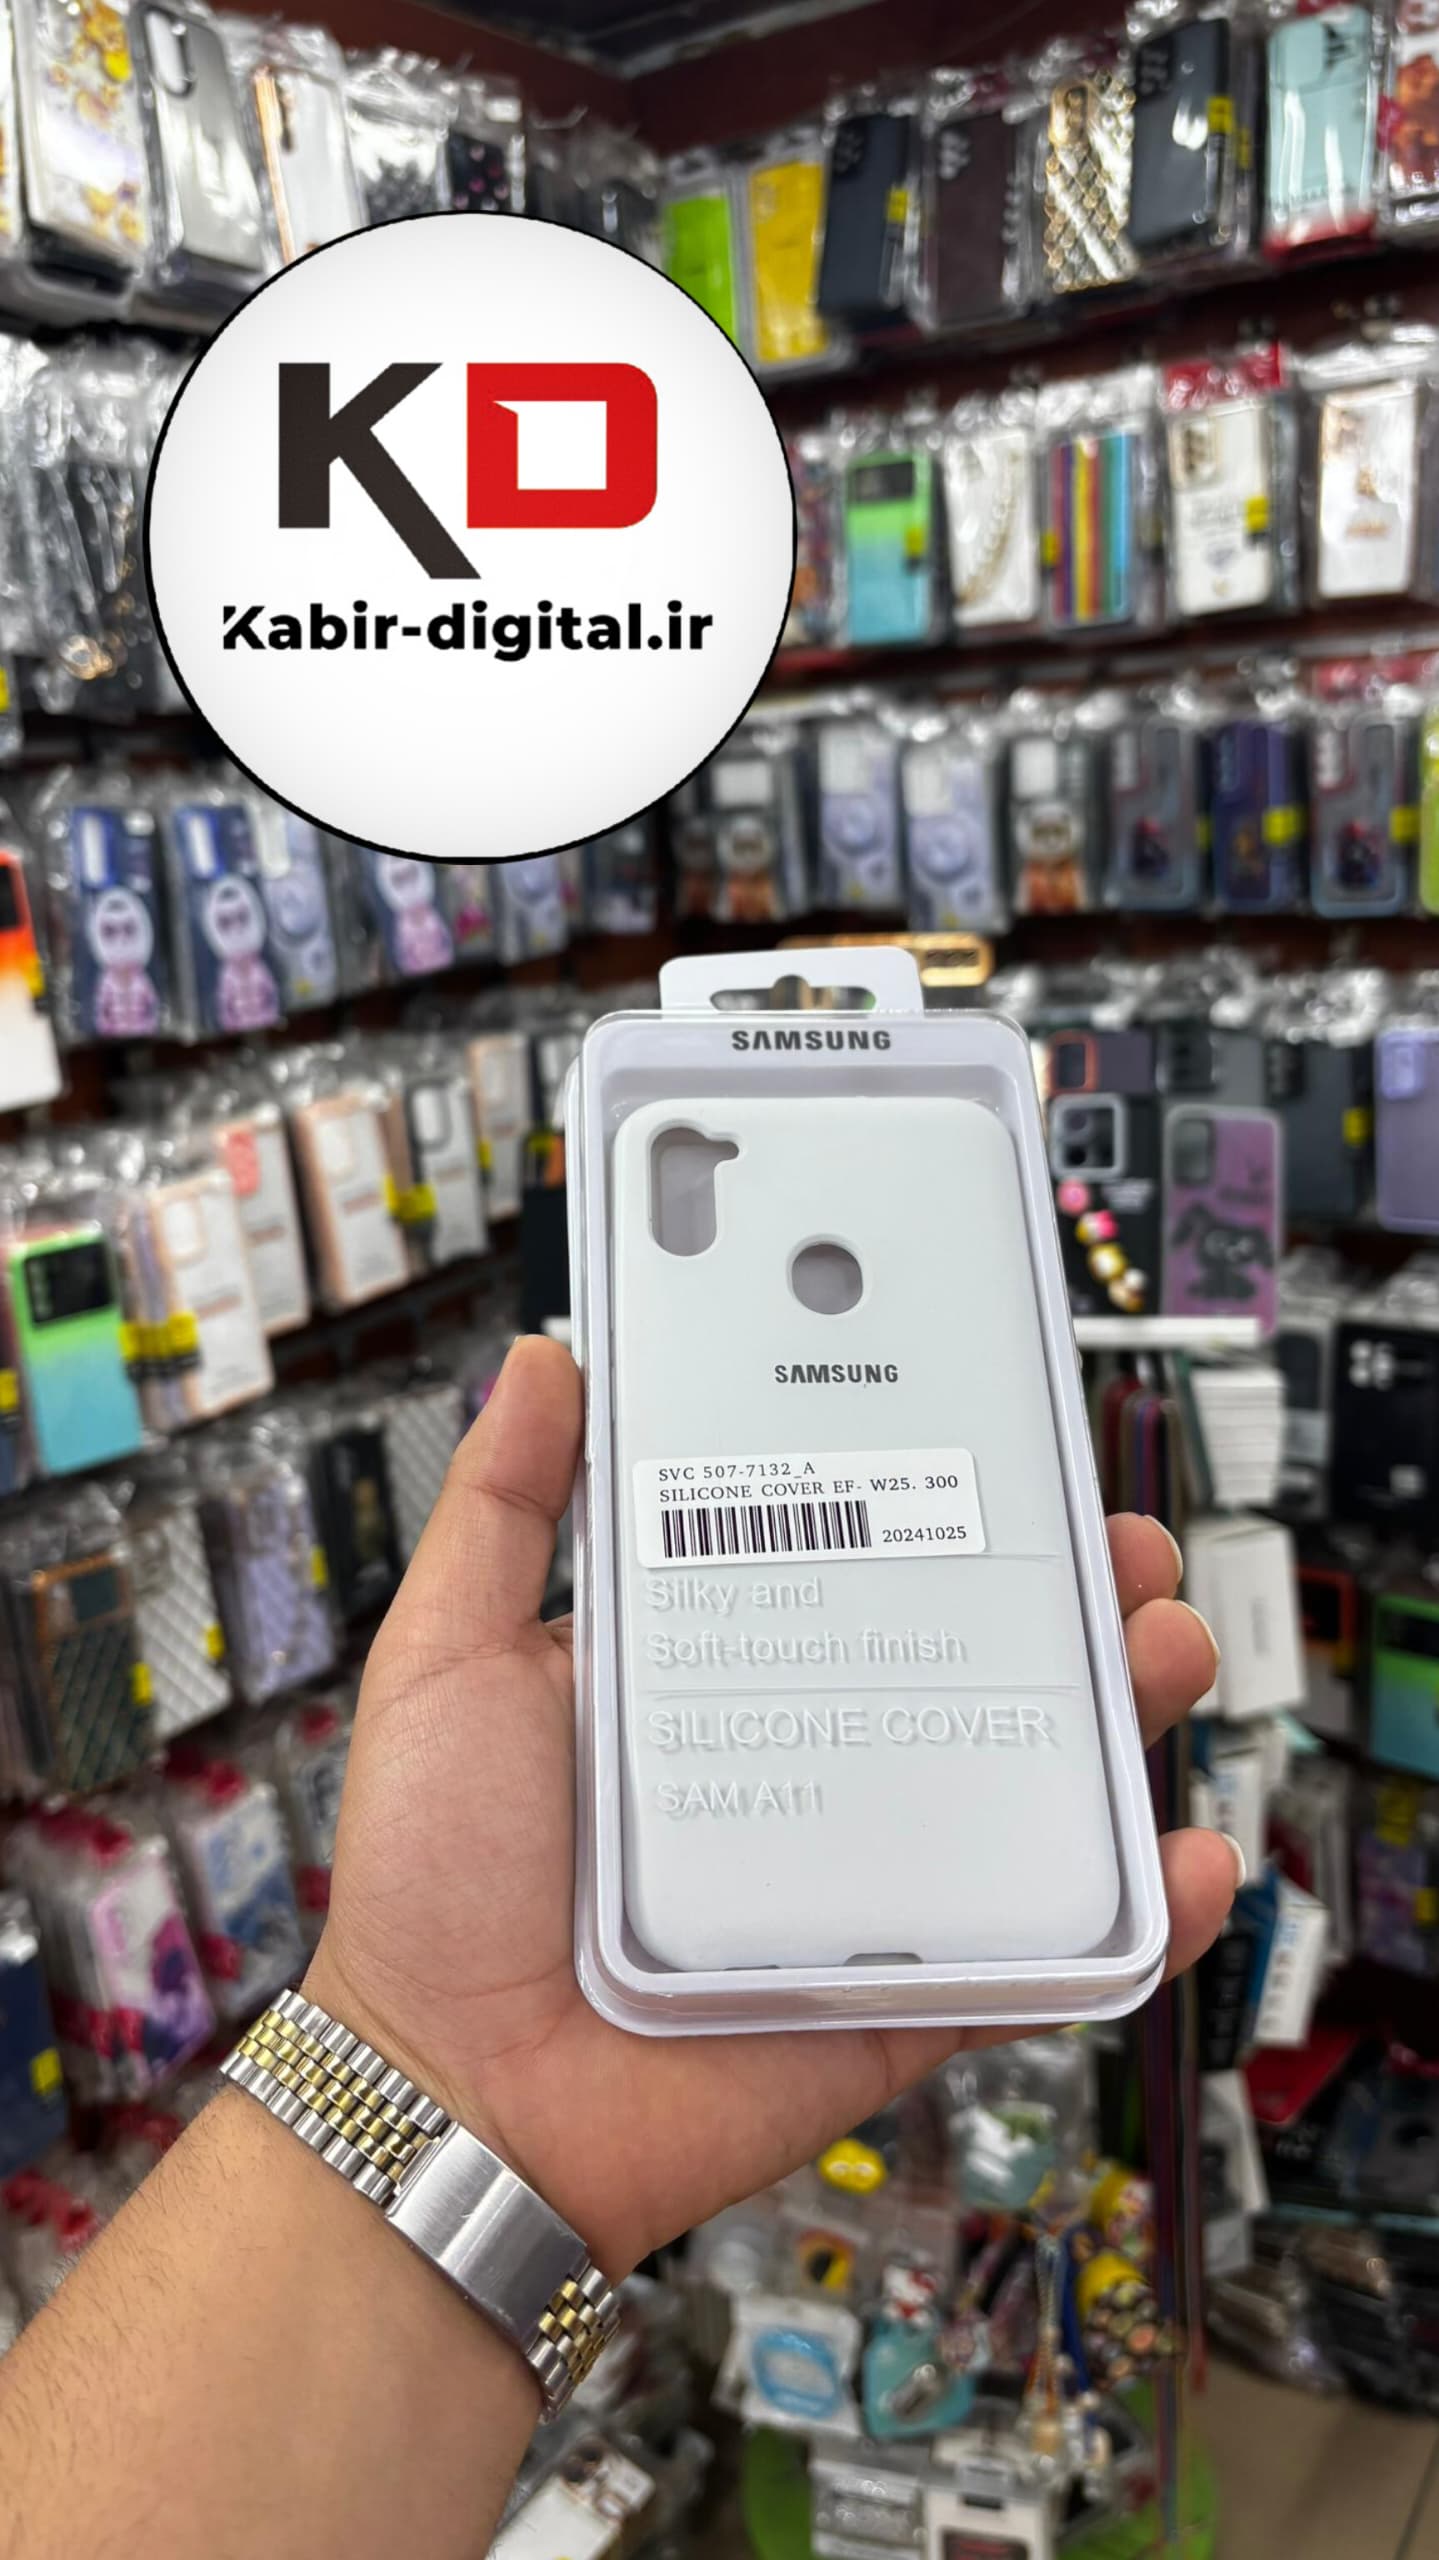 KD
Kabir-digital.ir
SAMSUNG
SAMSUNG
SVC 507-7132_A
SILICONE COVER EF- W25. 300
20241025
Silky and
Soft-touch finish
SILICONE COVER
SAM A11